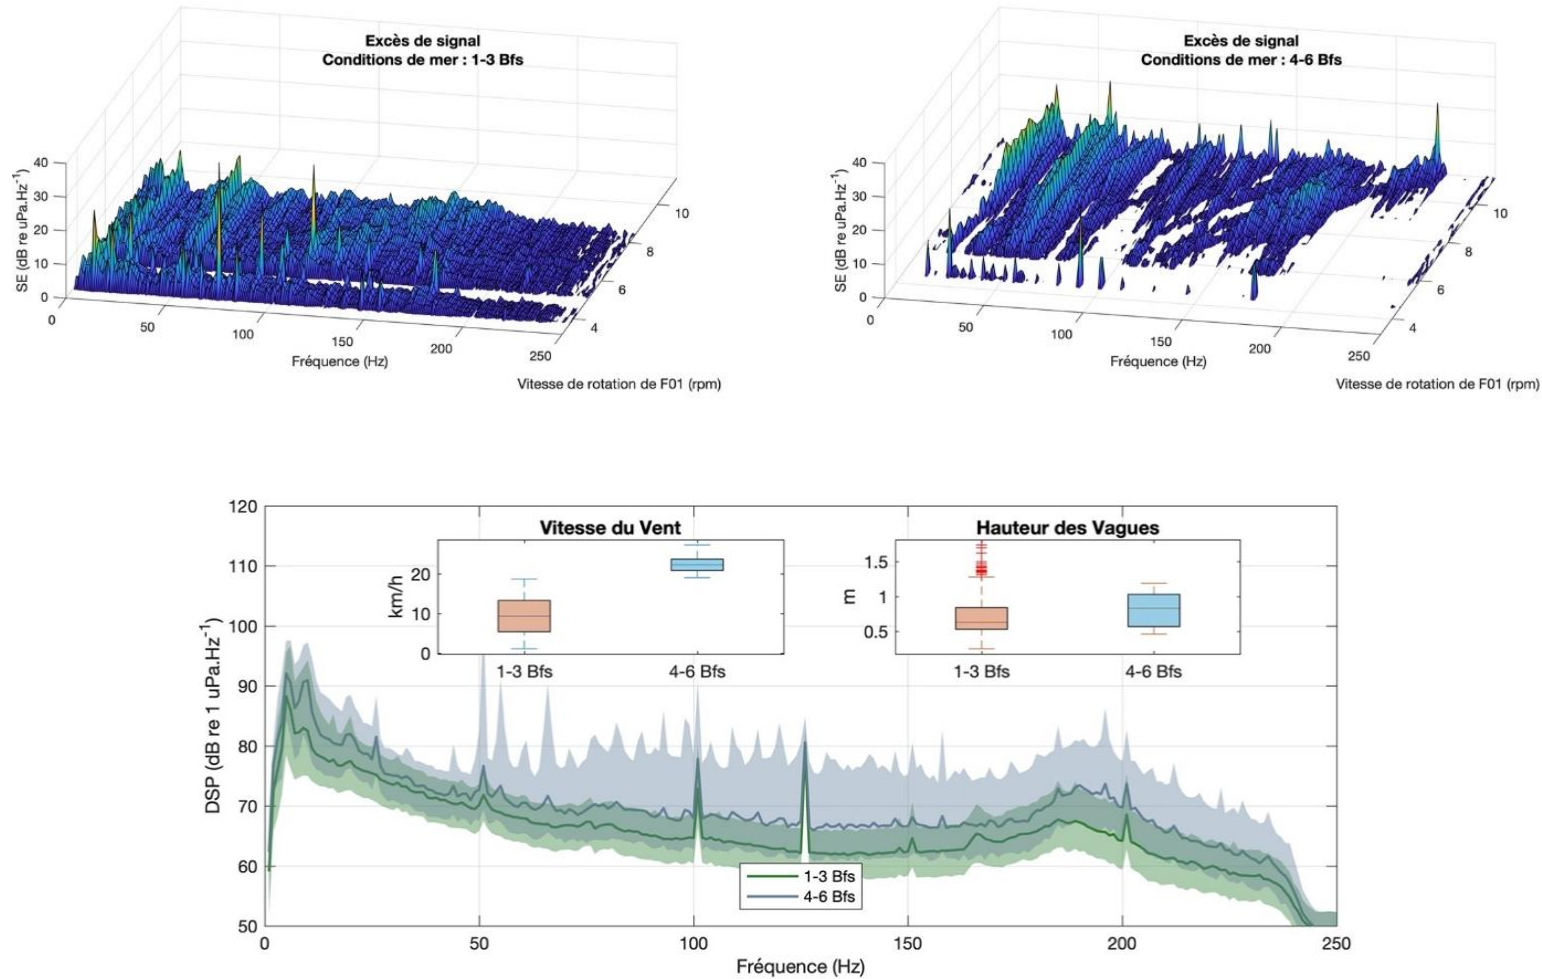 Excès de signal
Conditions de mer : 1-3 Bfs
SE (dB re uPa.Hz⁻¹)
40
30
20
10
0
0
50
100
150
200
250
Fréquence (Hz)
4
6
8
10
Vitesse de rotation de F01 (rpm)
Excès de signal
Conditions de mer : 4-6 Bfs
SE (dB re uPa.Hz⁻¹)
40
30
20
10
0
0
50
100
150
200
250
Fréquence (Hz)
4
6
8
10
Vitesse de rotation de F01 (rpm)
DSP (dB re 1 uPa.Hz⁻¹)
120
110
100
90
80
70
60
50
Vitesse du Vent
km/h
20
10
0
1-3 Bfs
4-6 Bfs
Hauteur des Vagues
m
1.5
1
0.5
1-3 Bfs
4-6 Bfs
1-3 Bfs
4-6 Bfs
0
50
100
150
200
250
Fréquence (Hz)